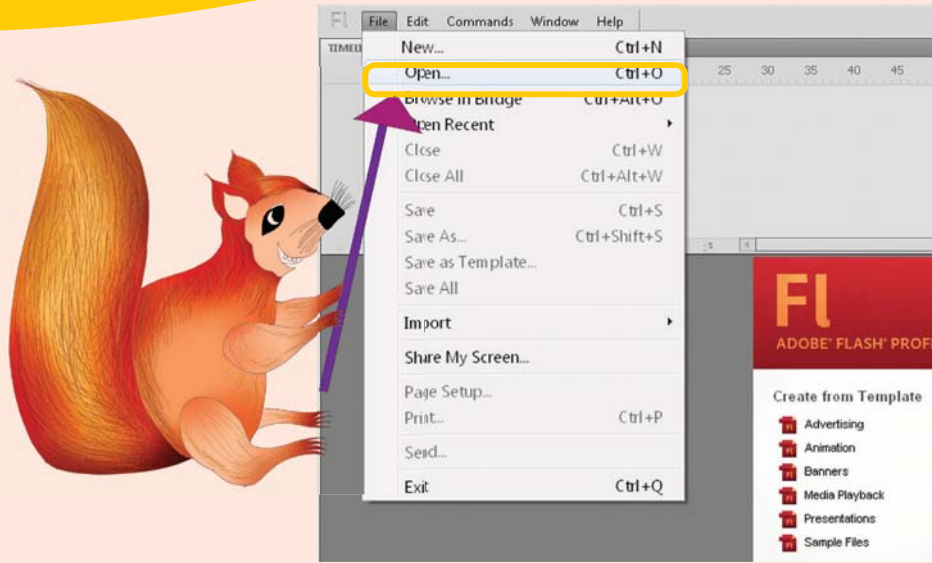 Fl File Edit Commands Window Help
New... Ctrl+N
25 30 35 40 45
Open... Ctrl+O
Browse in Bridge Ctrl+Alt+O
Open Recent
Close Ctrl+W
Close All Ctrl+Alt+W
Save Ctrl+S
Save As... Ctrl+Shift+S
Save as Template...
Save All
Import
Share My Screen...
Page Setup...
Print... Ctrl+P
Send...
Exit Ctrl+Q
Fl
ADOBE® FLASH®
Create from Template
Advertising
Animation
Banners
Media Playback
Presentations
Sample Files